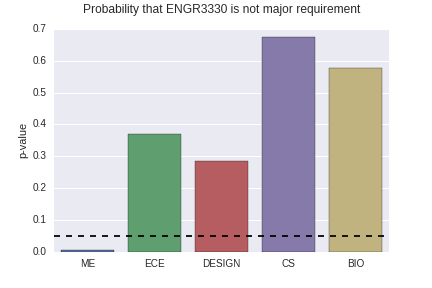 Probability that ENGR3330 is not major requirement
0.7
0.6
0.5
0.4
0.3
0.2
0.1
0.0
p-value
ME ECE DESIGN CS BIO